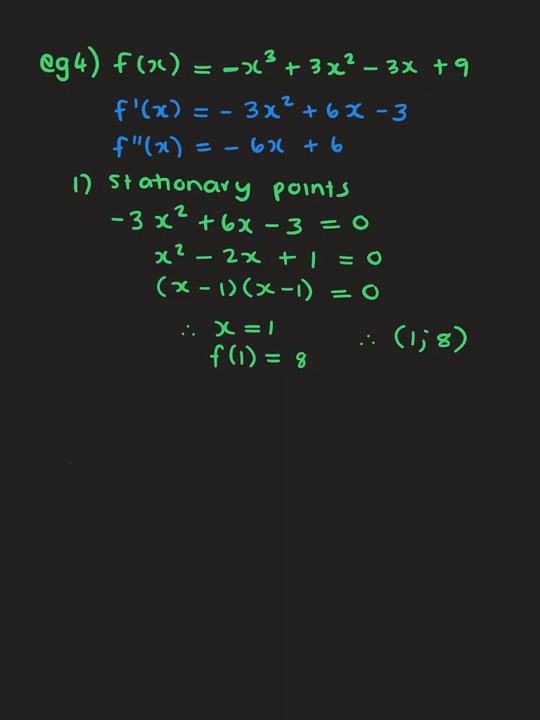 eg4) f(x) = -x³ + 3x² - 3x + 9
f'(x) = - 3x² + 6x - 3
f"(x) = - 6x + 6
1) stationary points
-3x² + 6x - 3 = 0
x² - 2x + 1 = 0
(x - 1)(x - 1) = 0
∴ x = 1
f(1) = 8 ∴ (1; 8)